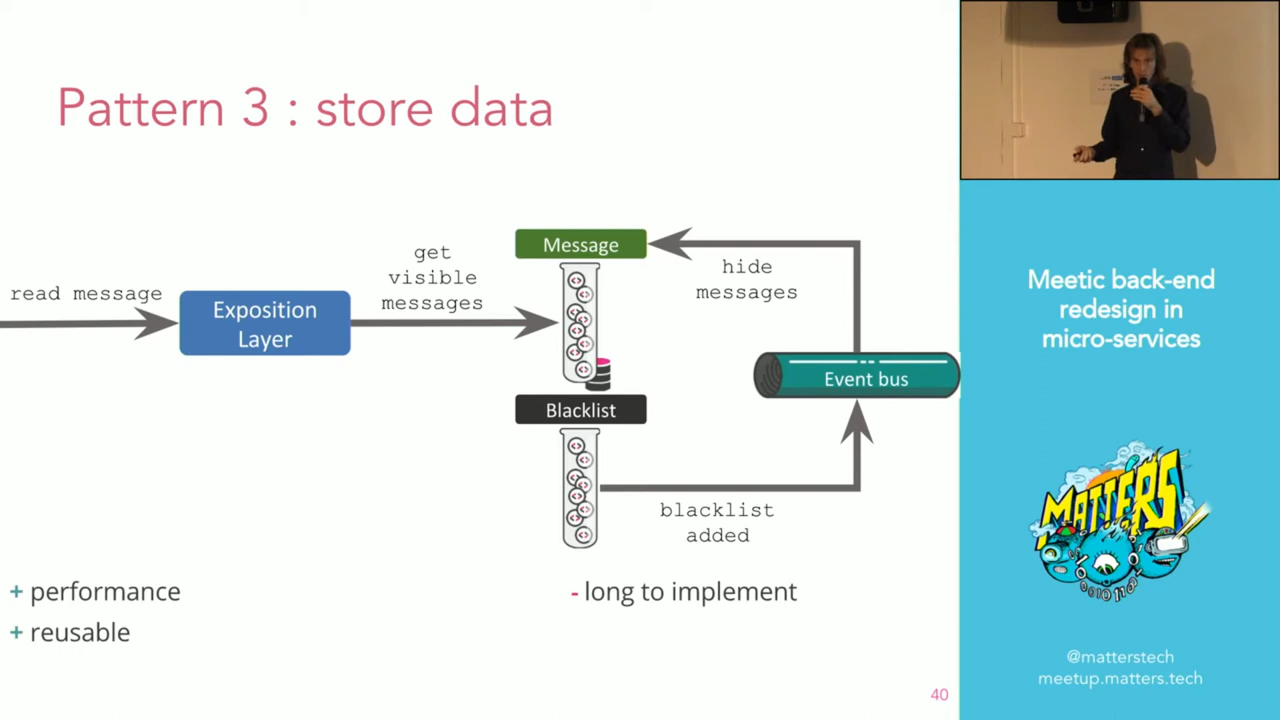 Pattern 3 : store data
read message
Exposition
Layer
get
visible
messages
Message
hide
messages
Event bus
Blacklist
blacklist
added
+ performance
+ reusable
- long to implement
40
Meetic back-end
redesign in
micro-services
MATTERS
@matterstech
meetup.matters.tech